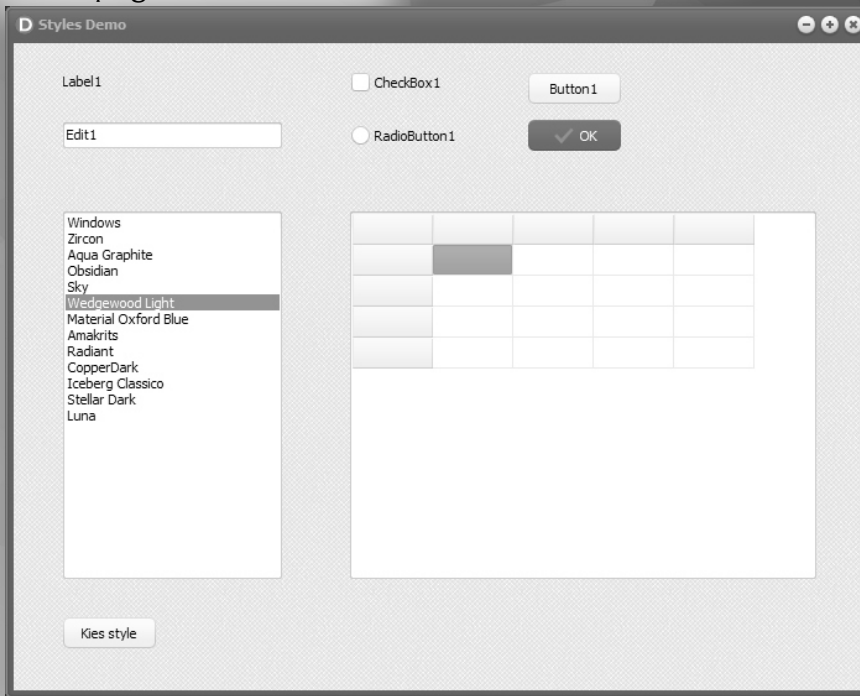 D Styles Demo
Label1
CheckBox1
Button1
Edit1
RadioButton1
OK
Windows
Zircon
Aqua Graphite
Obsidian
Sky
Wedgewood Light
Material Oxford Blue
Amakrits
Radiant
CopperDark
Iceberg Classico
Stellar Dark
Luna
Kies style